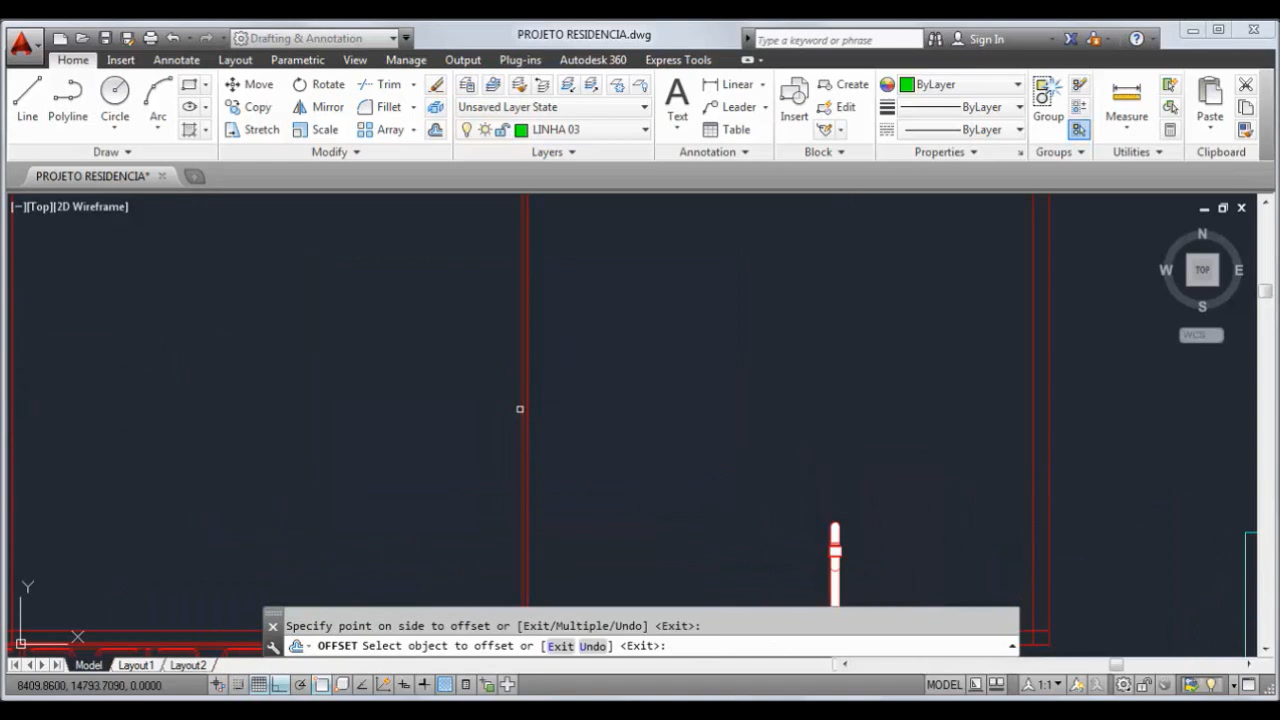 Drafting & Annotation
PROJETO RESIDENCIA.dwg
Type a keyword or phrase
Sign In
Home Insert Annotate Layout Parametric View Manage Output Plug-ins Autodesk 360 Express Tools
Line Polyline Circle Arc
Move Rotate Trim
Copy Mirror Fillet
Stretch Scale Array
Unsaved Layer State
LINHA 03
Text
Linear
Leader
Table
Insert
Create
Edit
ByLayer
ByLayer
ByLayer
Group
Measure
Paste
Draw Modify Layers Annotation Block Properties Groups Utilities Clipboard
PROJETO RESIDENCIA*
[−][Top][2D Wireframe]
N
W TOP E
S
WCS
Y
X
Specify point on side to offset or [Exit/Multiple/Undo] <Exit>:
OFFSET Select object to offset or [Exit Undo] <Exit>:
Model Layout1 Layout2
8409.8600, 14793.7090, 0.0000
MODEL 1:1